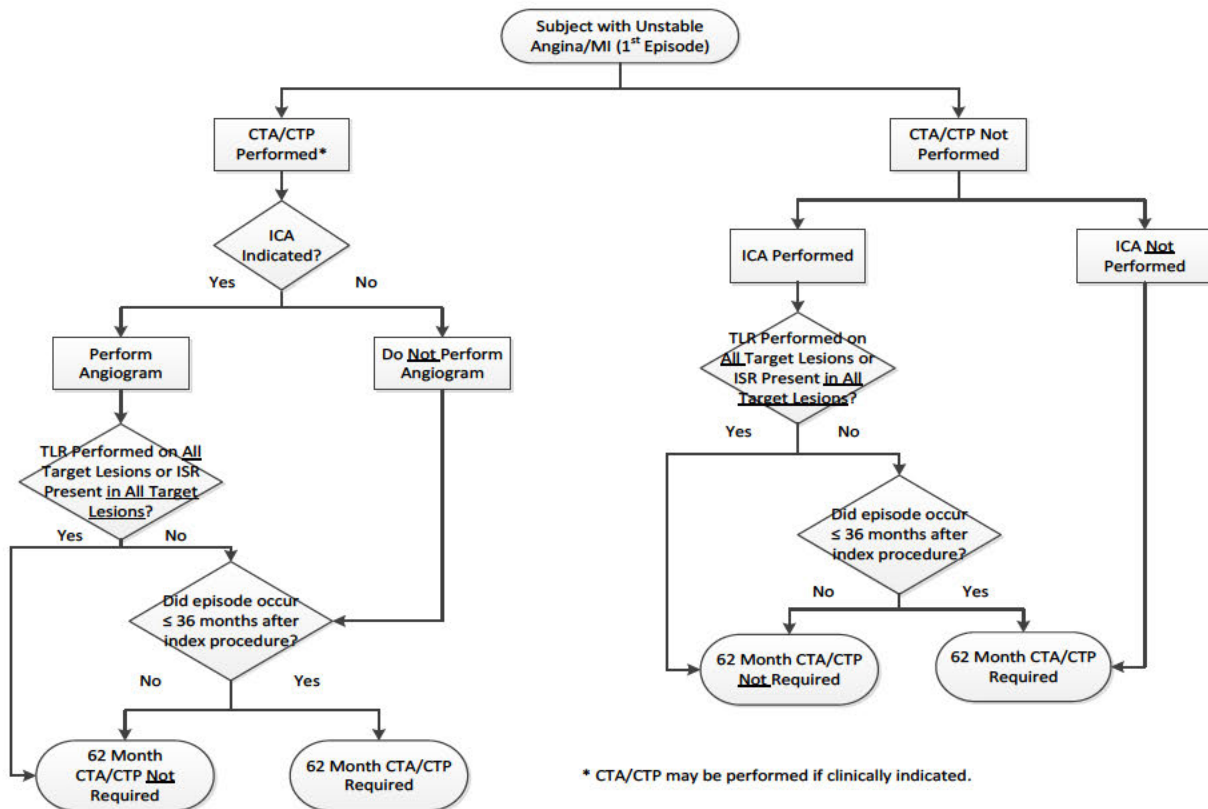 Subject with Unstable
Angina/MI (1st Episode)
CTA/CTP
Performed*
CTA/CTP Not
Performed
ICA
Indicated?
Yes
No
ICA Performed
ICA Not
Performed
Perform
Angiogram
Do Not Perform
Angiogram
TLR Performed on
All Target Lesions or
ISR Present in All
Target Lesions?
Yes
No
TLR Performed on All
Target Lesions or ISR
Present in All Target
Lesions?
Yes
No
Did episode occur
≤ 36 months after
index procedure?
No
Yes
Did episode occur
≤ 36 months after
index procedure?
No
Yes
62 Month CTA/CTP
Not Required
62 Month CTA/CTP
Required
62 Month
CTA/CTP Not
Required
62 Month CTA/CTP
Required
* CTA/CTP may be performed if clinically indicated.